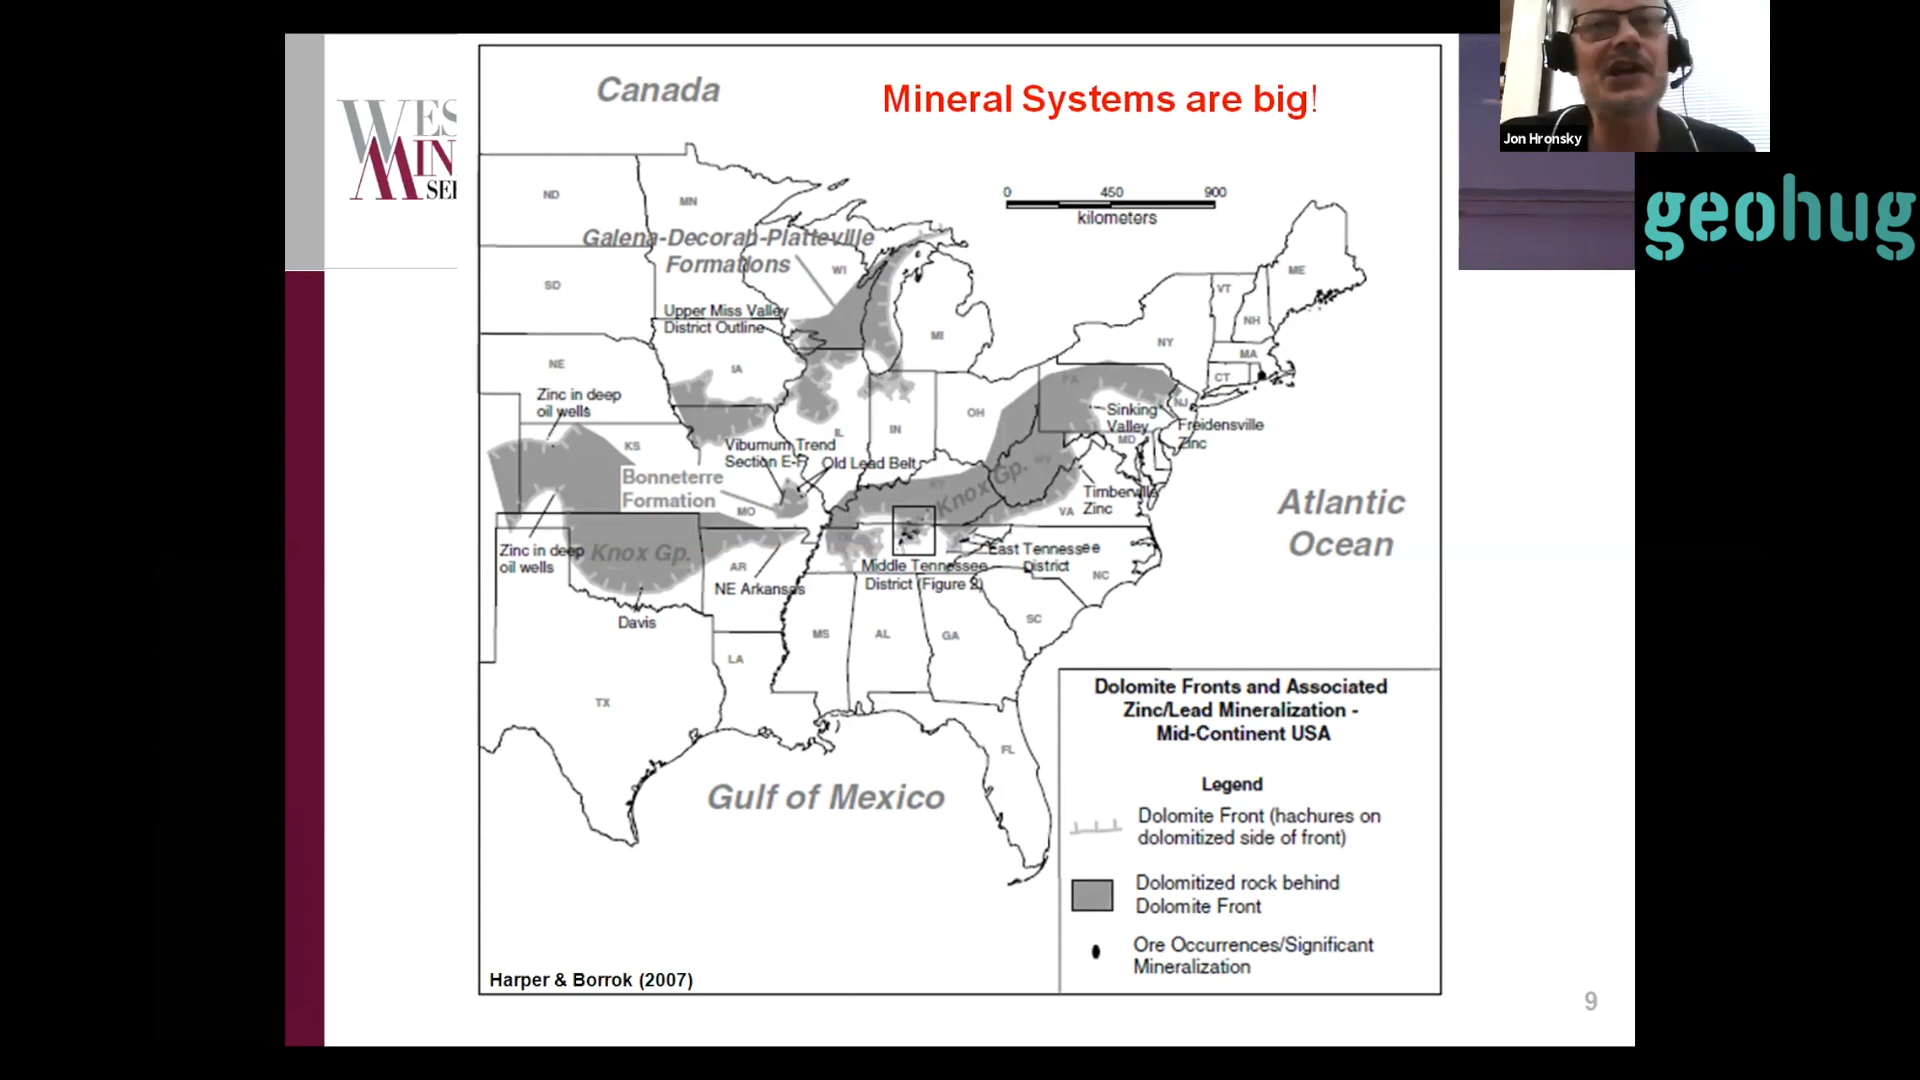 WES
MIN
SEI
Canada
Mineral Systems are big!
Jon Hronsky
geohug
0 450 900
kilometers
ND
MN
Galena-Decorah-Platteville
Formations
WI
SD
Upper Miss Valley
District Outline
MI
ME
VT
NH
NY
MA
CT
NE
IA
PA
NJ
Zinc in deep
oil wells
OH
IN
IL
Sinking
Valley
Freidensville
Zinc
MD
KS
Viburnum Trend
Section E-F
Old Lead Belt
WV
KY
Knox Gp.
Bonneterre
Formation
MO
Timberville
Zinc
VA
Atlantic
Ocean
Zinc in deep
oil wells
Knox Gp.
TN
East Tennessee
District
AR
NE Arkansas
Middle Tennessee
District (Figure 2)
NC
Davis
MS
AL
GA
SC
LA
TX
FL
Gulf of Mexico
Dolomite Fronts and Associated
Zinc/Lead Mineralization -
Mid-Continent USA
Legend
Dolomite Front (hachures on
dolomitized side of front)
Dolomitized rock behind
Dolomite Front
Ore Occurrences/Significant
Mineralization
Harper & Borrok (2007)
9